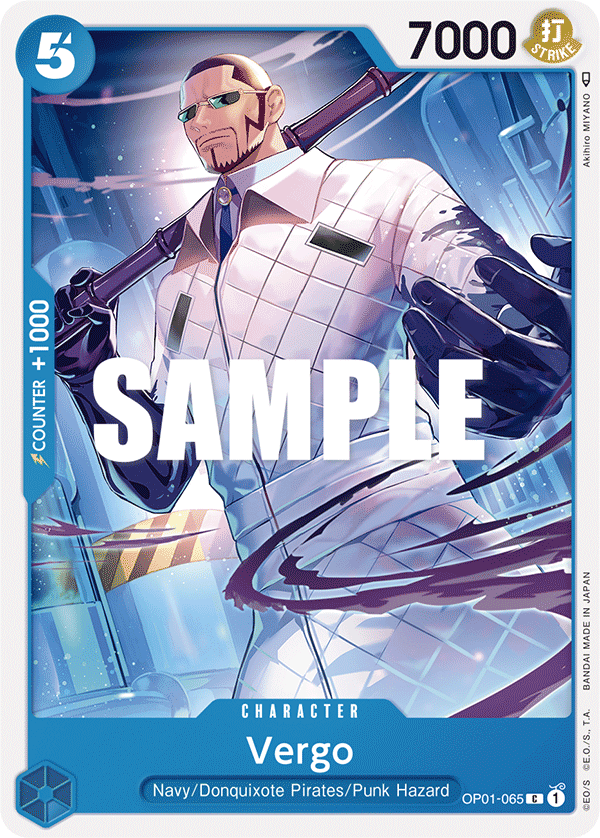 5
7000
打
STRIKE
Akihiro MIYANO
COUNTER +1000
SAMPLE
BANDAI MADE IN JAPAN
©EO/S ©E.O./S., T.A.
CHARACTER
Vergo
Navy/Donquixote Pirates/Punk Hazard
OP01-065 C 1